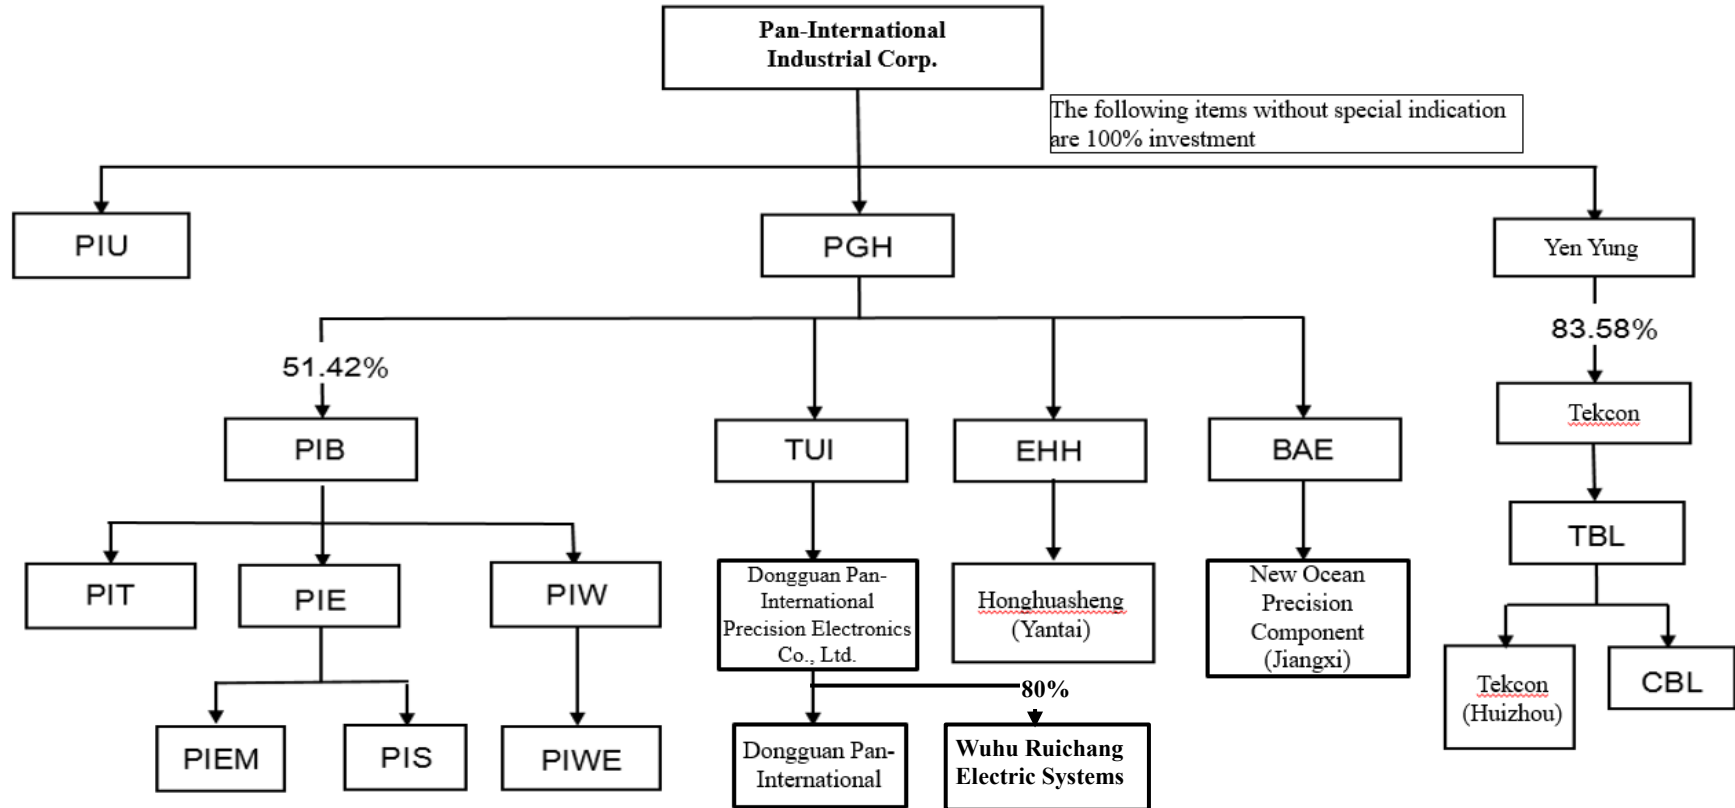 Pan-International
Industrial Corp.
The following items without special indication
are 100% investment
PIU
PGH
Yen Yung
51.42%
83.58%
PIB
TUI
EHH
BAE
Tekcon
PIT
PIE
PIW
Dongguan Pan-
International
Precision Electronics
Co., Ltd.
Honghuasheng
(Yantai)
New Ocean
Precision
Component
(Jiangxi)
TBL
80%
Tekcon
(Huizhou)
CBL
PIEM
PIS
PIWE
Dongguan Pan-
International
Wuhu Ruichang
Electric Systems